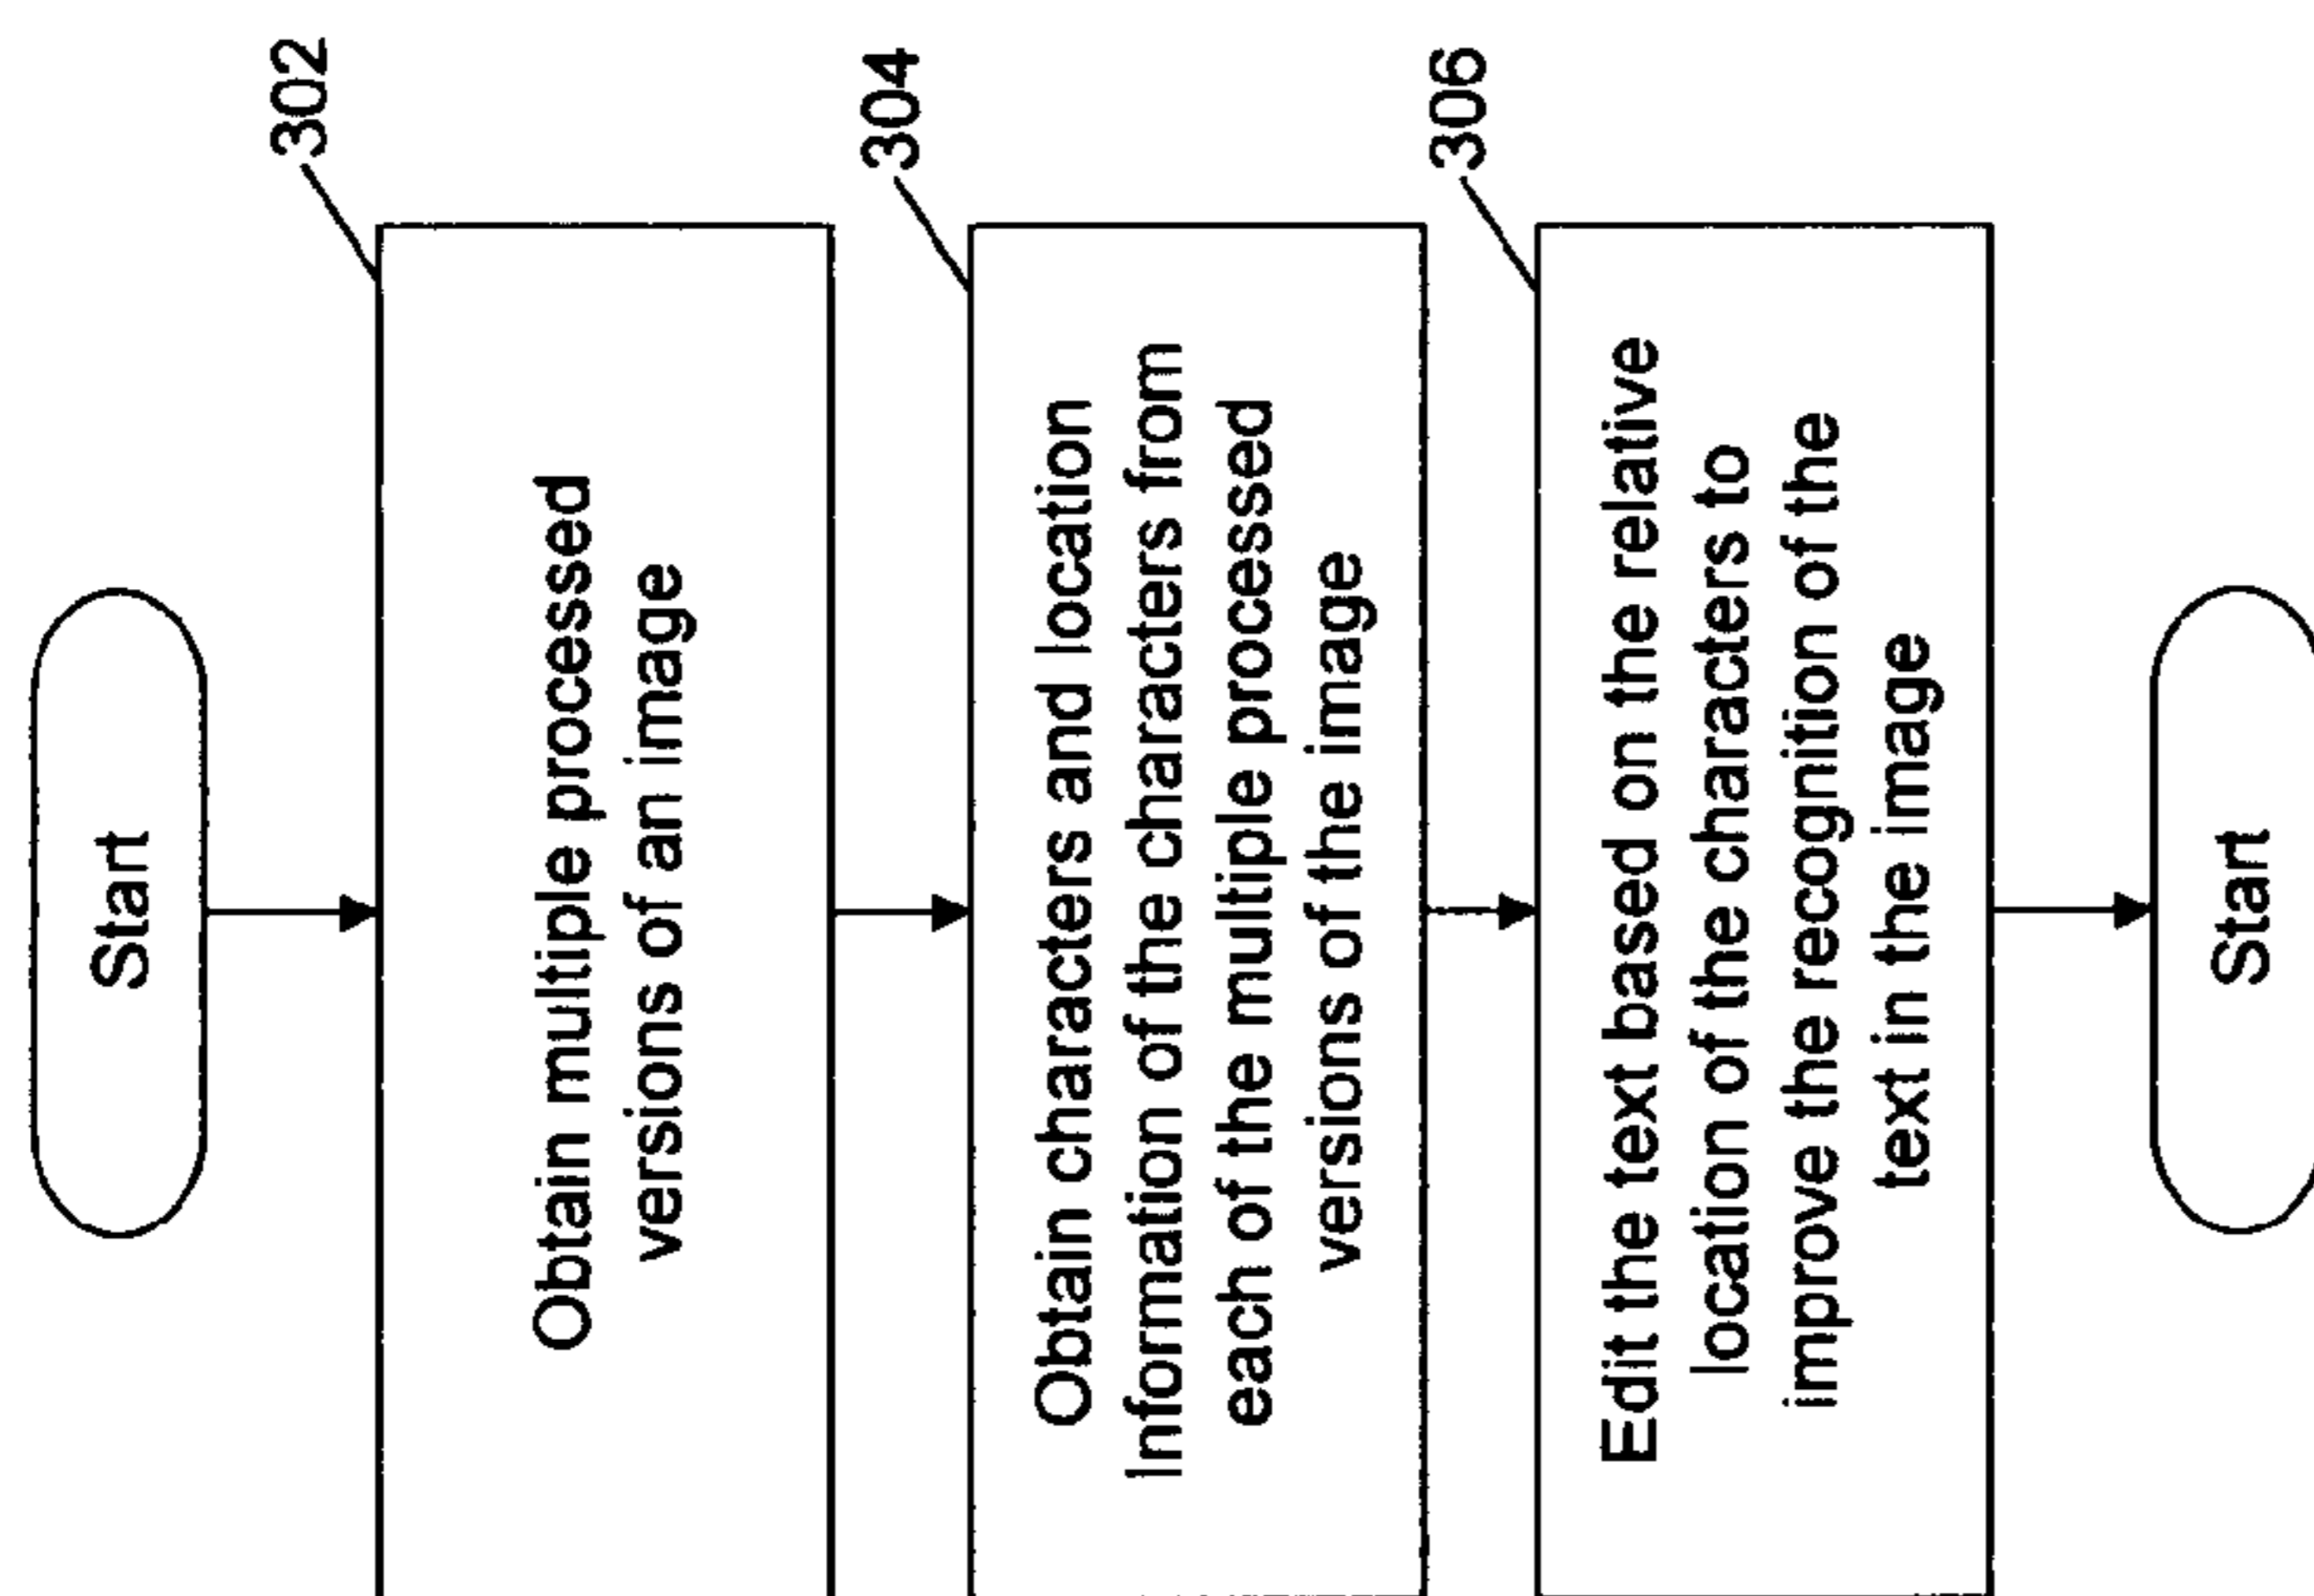 Start
302
Obtain multiple processed
versions of an image
304
Obtain characters and location
Information of the characters from
each of the multiple processed
versions of the image
306
Edit the text based on the relative
location of the characters to
improve the recognition of the
text in the image
Start